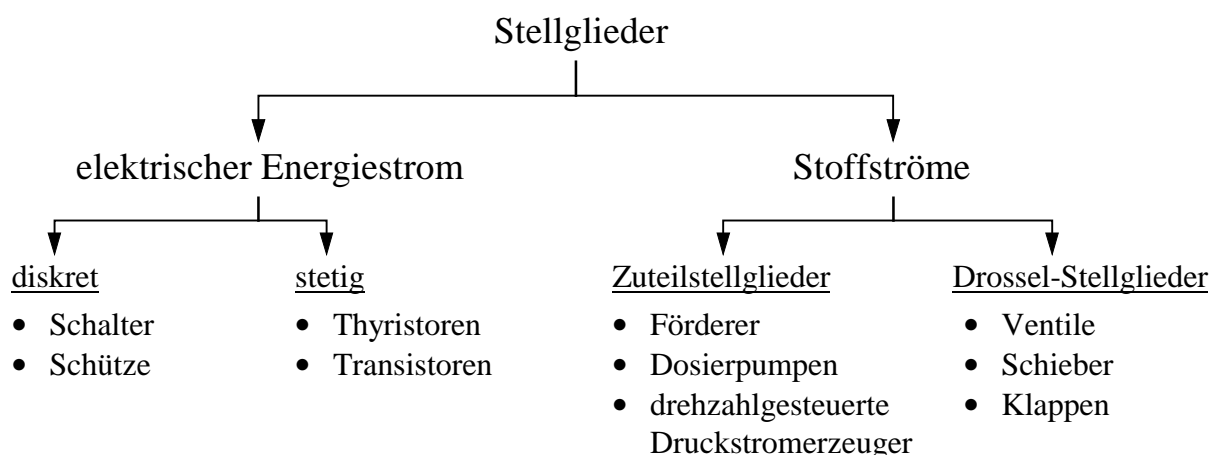 Stellglieder
elektrischer Energiestrom
Stoffströme
diskret
• Schalter
• Schütze
stetig
• Thyristoren
• Transistoren
Zuteilstellglieder
• Förderer
• Dosierpumpen
• drehzahlgesteuerte
Druckstromerzeuger
Drossel-Stellglieder
• Ventile
• Schieber
• Klappen